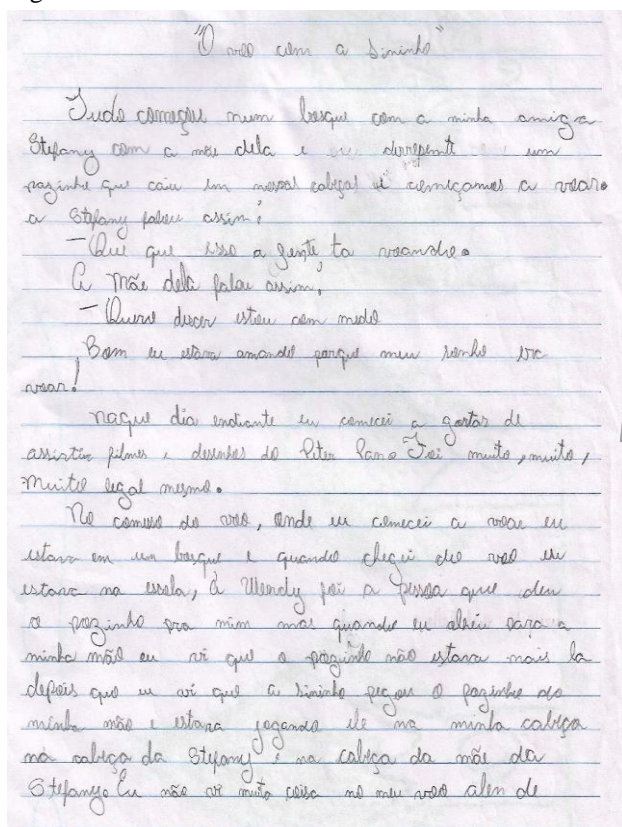 "O voo com a Sininho"
Tudo começou num bosque com a minha amiga
Stefany com a mãe dela e derrepente um
pozinho que caiu em nossas cabeças e começamos a voar.
a Stefany falou assim:
—Que que isso a gente ta voando.
A mãe dela falou assim,
—Quero descer estou com medo
Bom eu estava amando porque meu sonho era
voar!
naque dia endiante eu comecei a gostar de
assistir filmes e desenhos do Peter Pan. Foi muito, muito,
muito legal mesmo.
No comeso do voo, onde eu comecei a voar eu
estava em um bosque e quando cheguei do voo eu
estava na escola, A Wendy foi a pessoa que deu
o pozinho pra mim mas quando eu olhei para a
minha mão eu vi que o pozinho não estava mais la
depois que eu vi que a Sininho pegou o pozinho da
minha mão e estava jogando ele na minha cabeça
na cabeça da Stefany e na cabeça da mãe da
Stefany. Eu não vi muita coisa no meu voo alem de